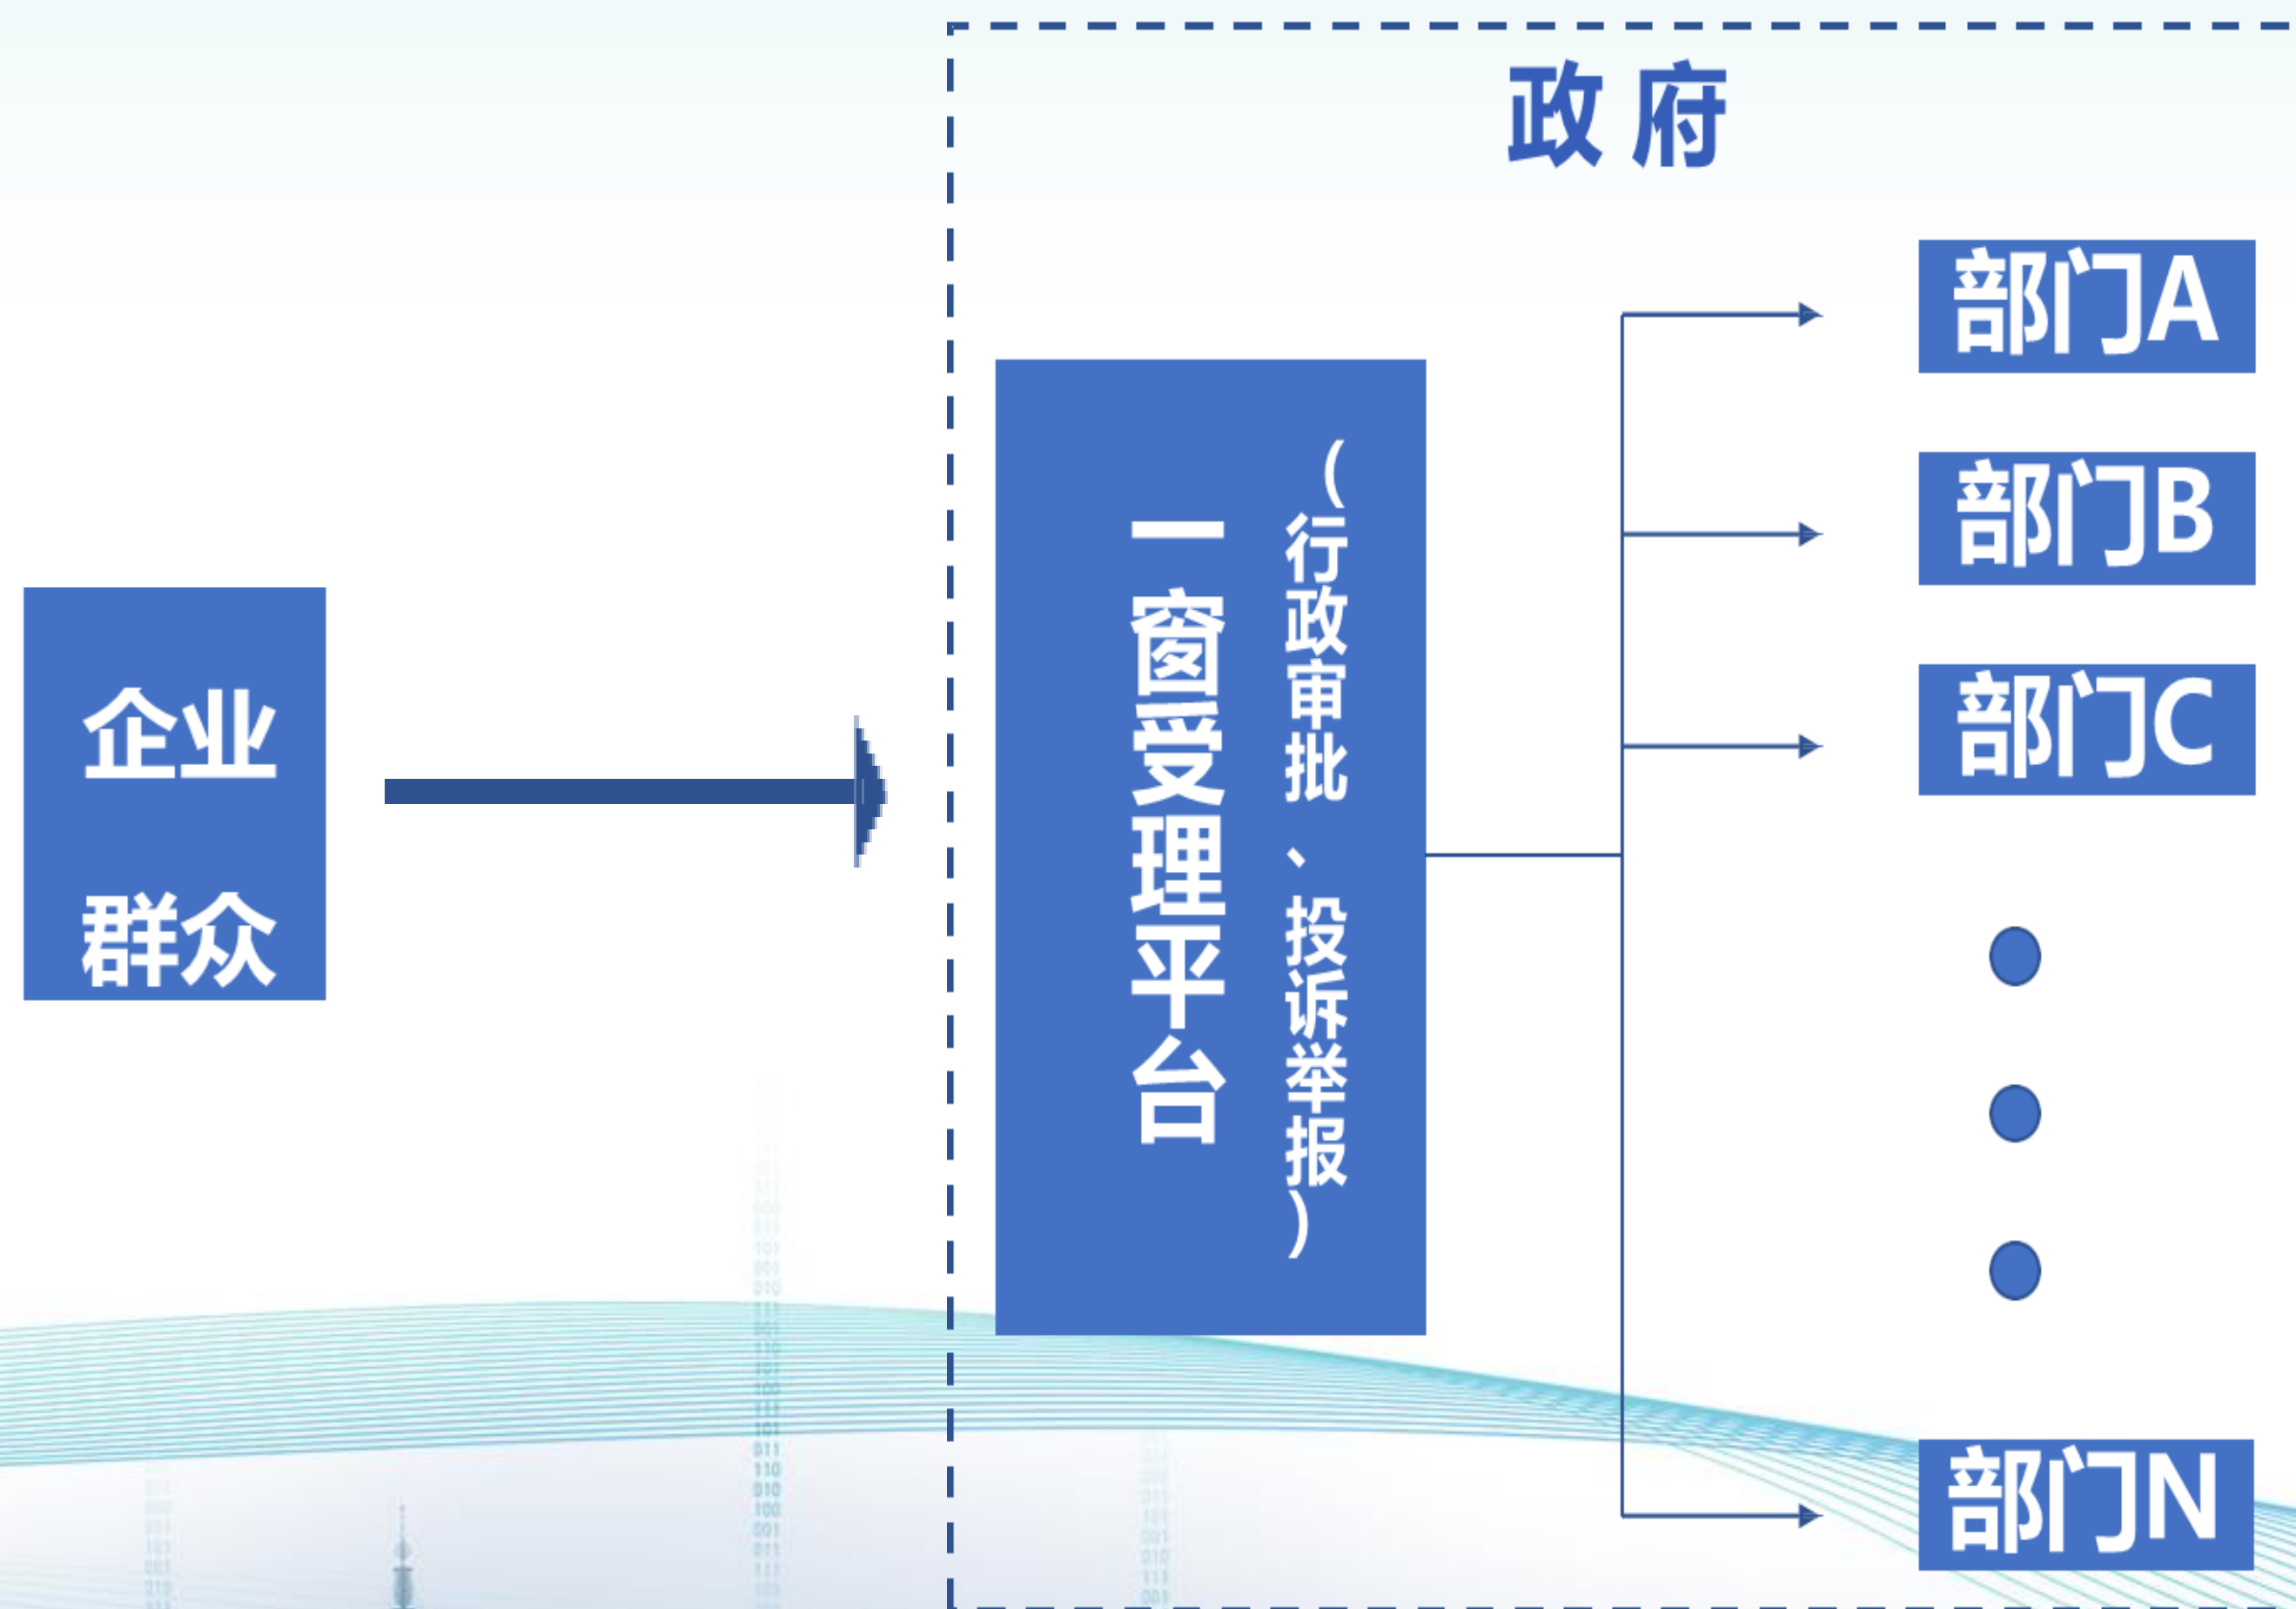 政府
企业
群众
一窗受理平台
（行政审批、投诉举报）
部门A
部门B
部门C
部门N